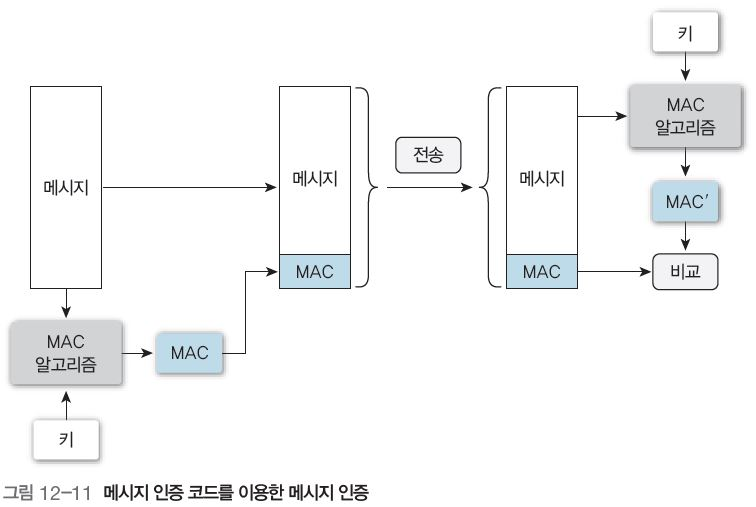 키
MAC
알고리즘
메시지
메시지
전송
메시지
MAC′
MAC
MAC
비교
MAC
알고리즘
MAC
키
그림 12-11 메시지 인증 코드를 이용한 메시지 인증